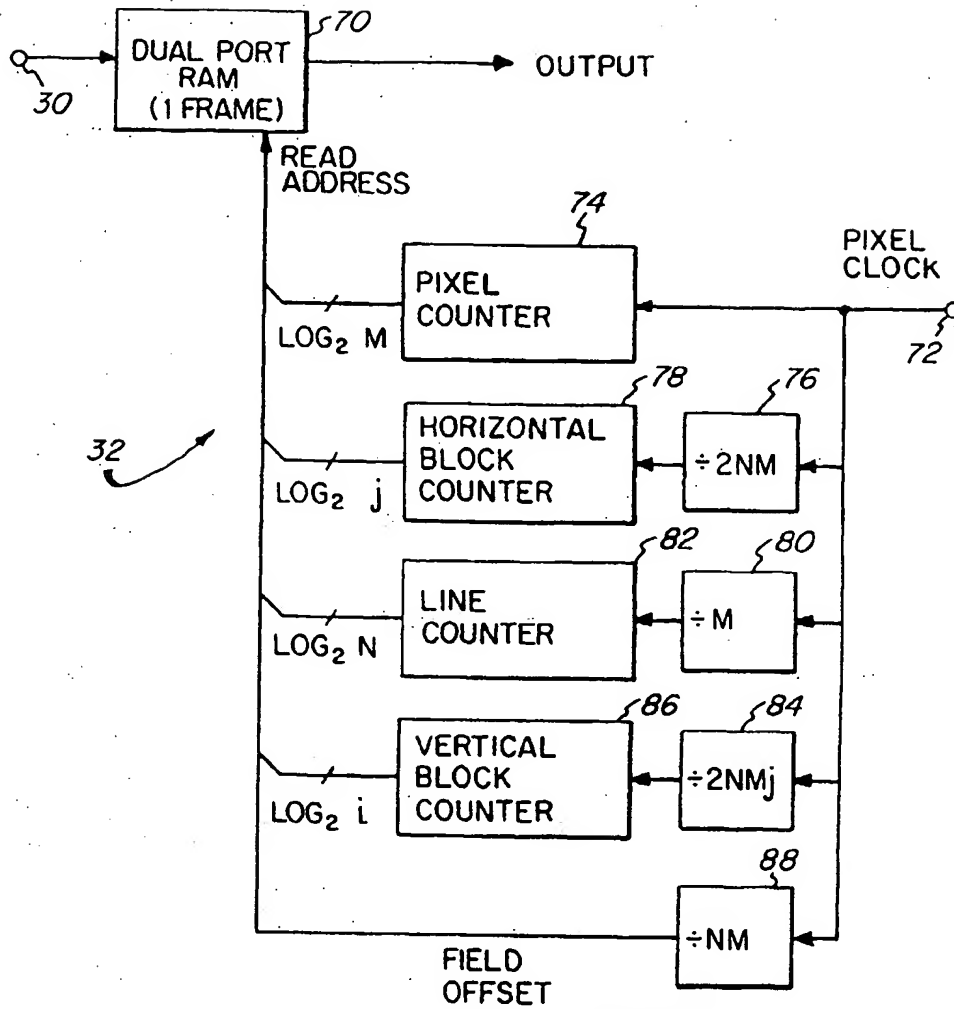 70
DUAL PORT
RAM
(1 FRAME)
OUTPUT
30
READ
ADDRESS
74
PIXEL
COUNTER
PIXEL
CLOCK
72
LOG₂ M
78
76
HORIZONTAL
BLOCK
COUNTER
÷2NM
32
LOG₂ j
82
80
LINE
COUNTER
÷M
LOG₂ N
86
84
VERTICAL
BLOCK
COUNTER
÷2NMj
LOG₂ i
88
÷NM
FIELD
OFFSET